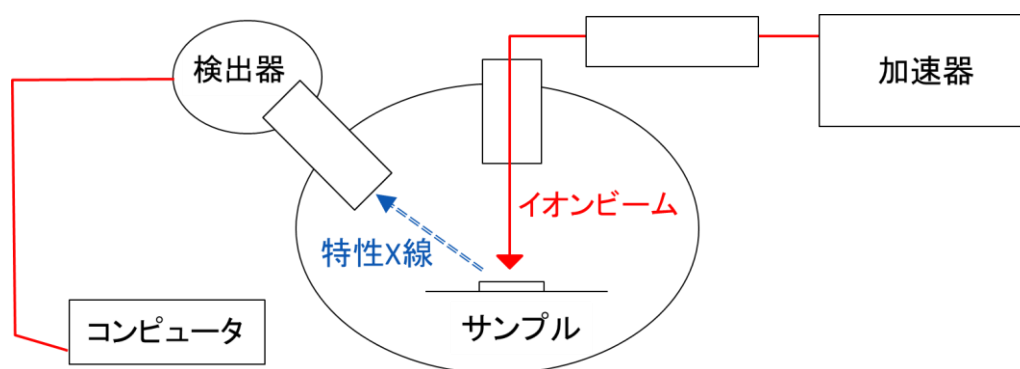 検出器
加速器
イオンビーム
特性X線
コンピュータ
サンプル